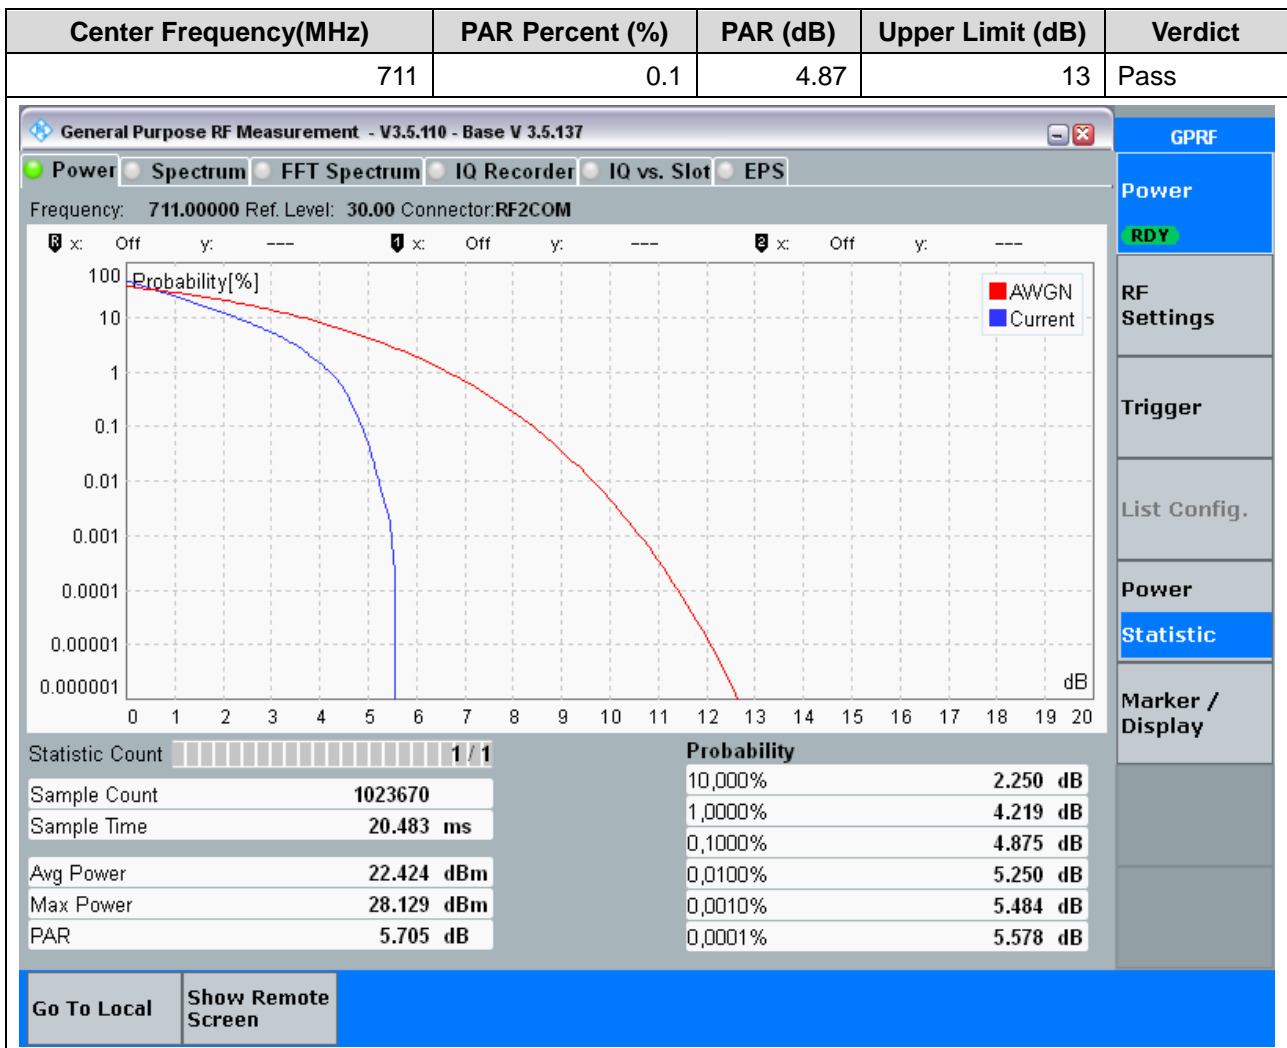 Center Frequency(MHz) PAR Percent (%) PAR (dB) Upper Limit (dB) Verdict
711 0.1 4.87 13 Pass
General Purpose RF Measurement - V3.5.110 - Base V 3.5.137
GPRF
Power Spectrum FFT Spectrum IQ Recorder IQ vs. Slot EPS
Power
RDY
Frequency: 711.00000 Ref. Level: 30.00 Connector:RF2COM
R x: Off y: --- 1 x: Off y: --- 2 x: Off y: ---
Probability[%]
AWGN
Current
100
10
1
0.1
0.01
0.001
0.0001
0.00001
0.000001
dB
0 1 2 3 4 5 6 7 8 9 10 11 12 13 14 15 16 17 18 19 20
RF
Settings
Trigger
List Config.
Power
Statistic
Marker /
Display
Statistic Count 1 / 1
Sample Count 1023670
Sample Time 20.483 ms
Avg Power 22.424 dBm
Max Power 28.129 dBm
PAR 5.705 dB
Probability
10,000% 2.250 dB
1,0000% 4.219 dB
0,1000% 4.875 dB
0,0100% 5.250 dB
0,0010% 5.484 dB
0,0001% 5.578 dB
Go To Local
Show Remote
Screen